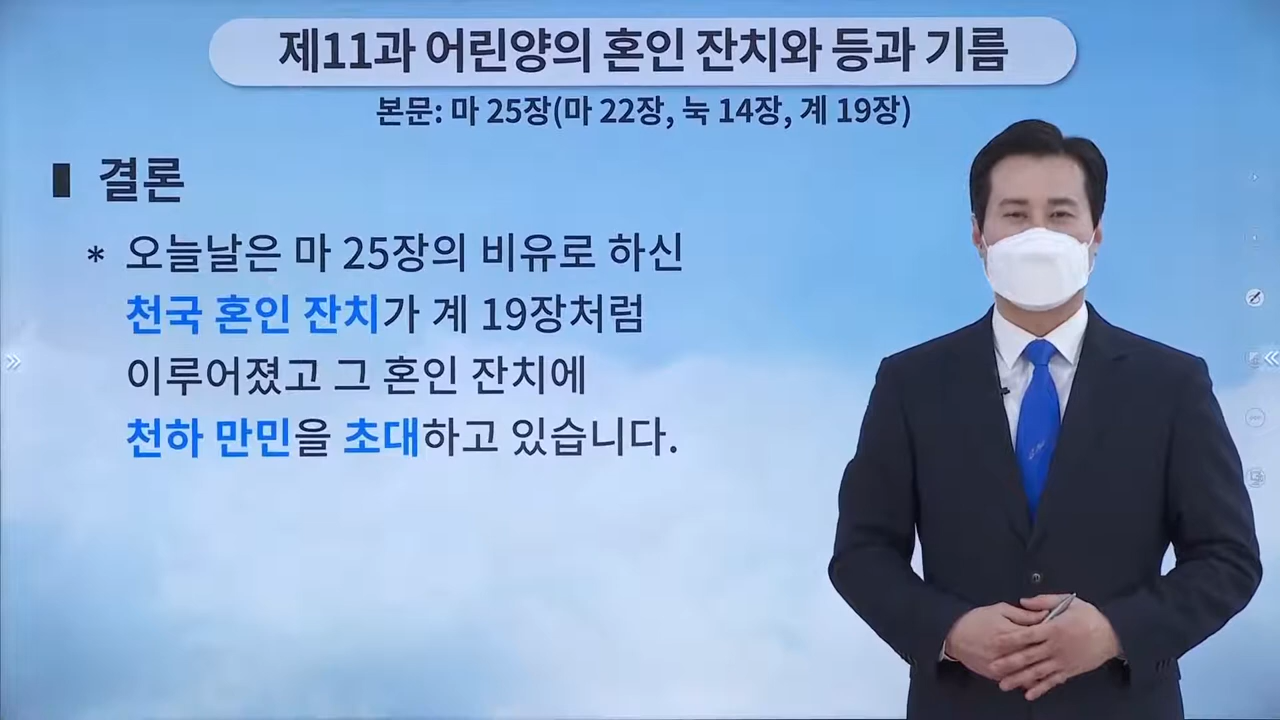 제11과 어린양의 혼인 잔치와 등과 기름
본문: 마 25장(마 22장, 눅 14장, 계 19장)
결론
* 오늘날은 마 25장의 비유로 하신
천국 혼인 잔치가 계 19장처럼
이루어졌고 그 혼인 잔치에
천하 만민을 초대하고 있습니다.